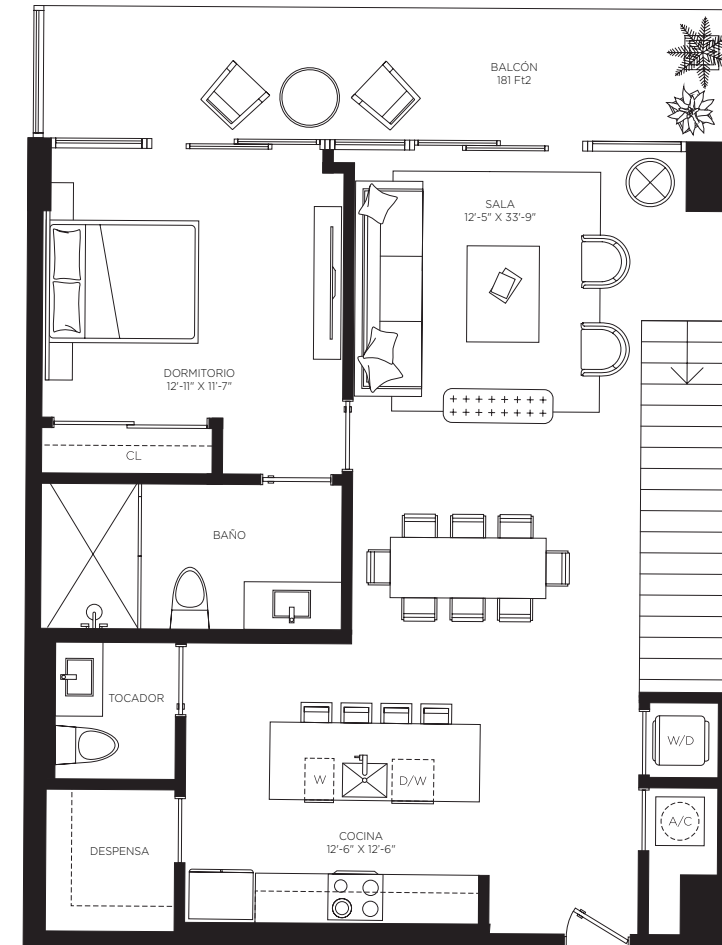 BALCÓN
181 Ft2
SALA
12'-5" X 33'-9"
DORMITORIO
12'-11" X 11'-7"
CL
BAÑO
TOCADOR
W/D
W
D/W
A/C
COCINA
12'-6" X 12'-6"
DESPENSA